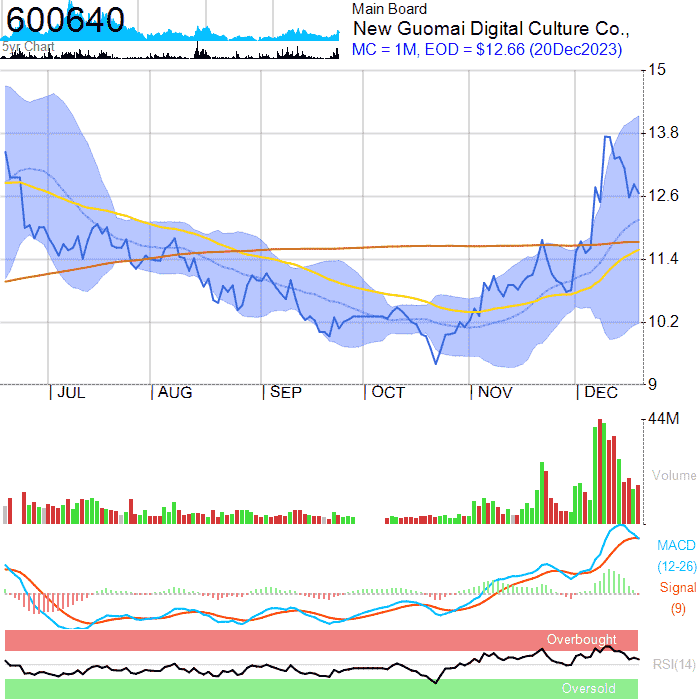 600640
5yr Chart
Main Board
New Guomai Digital Culture Co.,
MC = 1M, EOD = $12.66 (20Dec2023)
15
13.8
12.6
11.4
10.2
9
JUL AUG SEP OCT NOV DEC
44M
Volume
MACD
(12-26)
Signal
(9)
Overbought
RSI(14)
Oversold